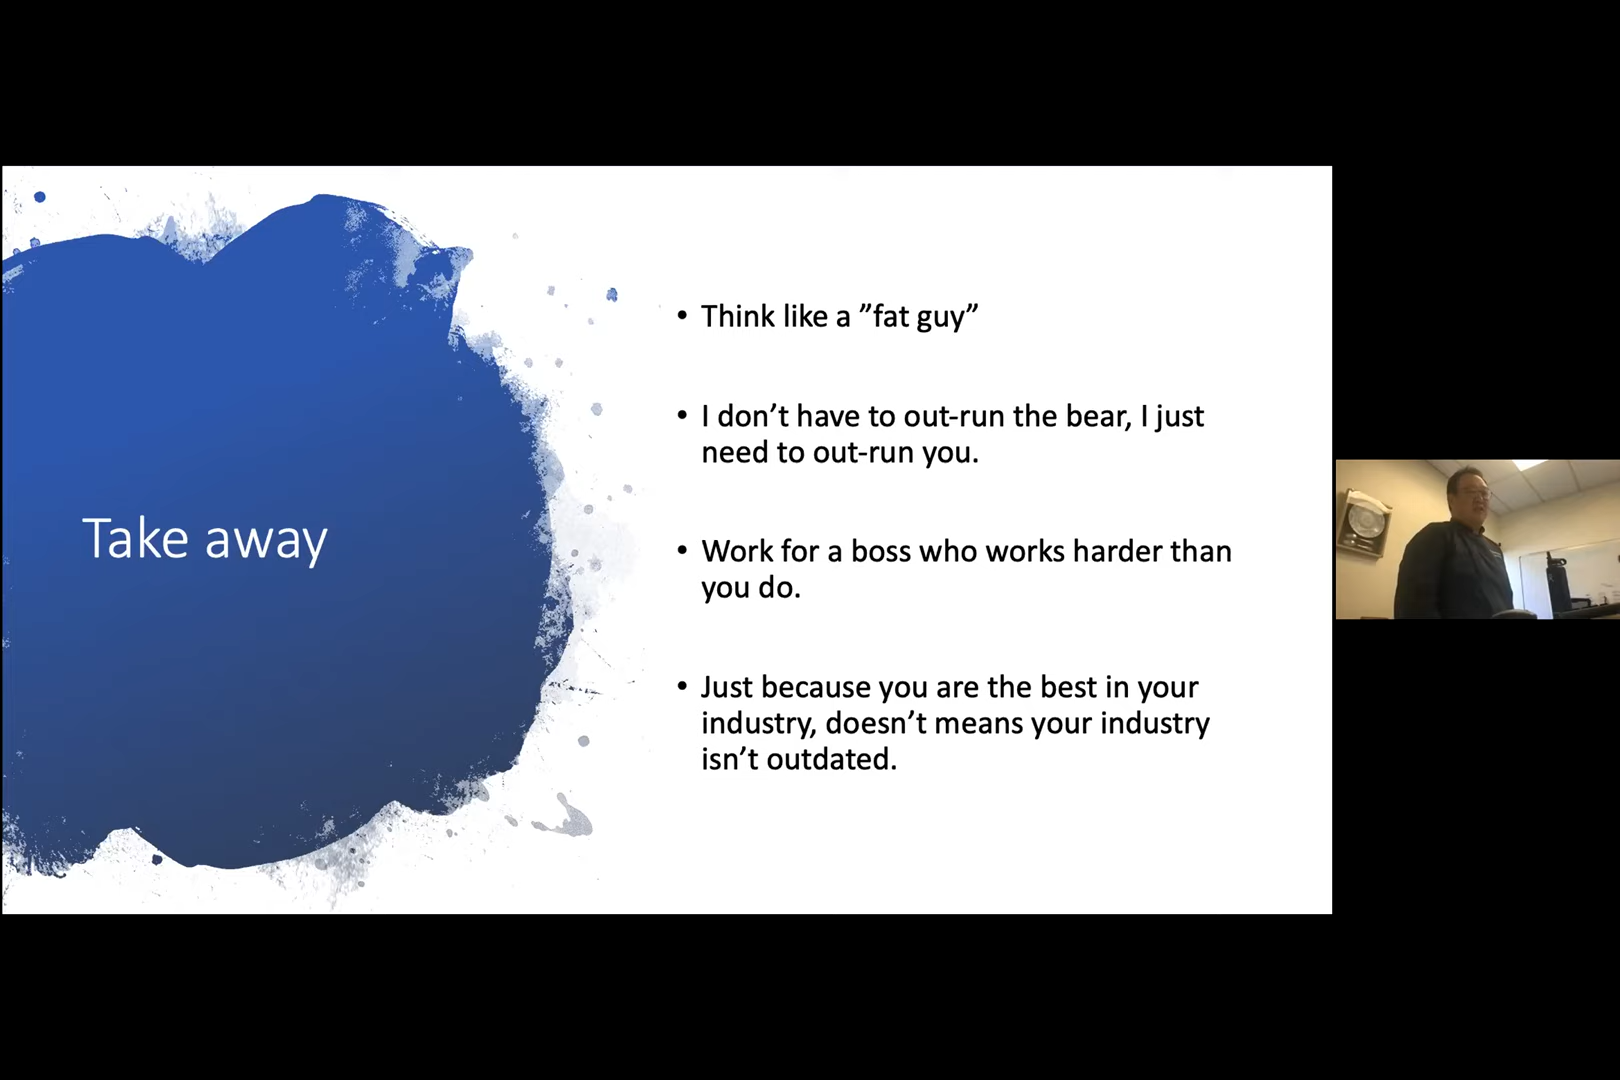 Take away
• Think like a ”fat guy”
• I don’t have to out-run the bear, I just
need to out-run you.
• Work for a boss who works harder than
you do.
• Just because you are the best in your
industry, doesn’t means your industry
isn’t outdated.